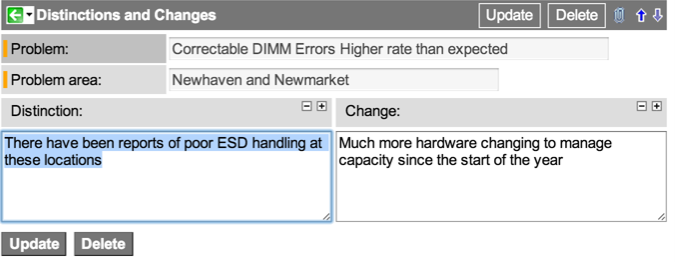 Distinctions and Changes
Update
Delete
Problem:
Correctable DIMM Errors Higher rate than expected
Problem area:
Newhaven and Newmarket
Distinction:
Change:
There have been reports of poor ESD handling at
these locations
Much more hardware changing to manage
capacity since the start of the year
Update
Delete